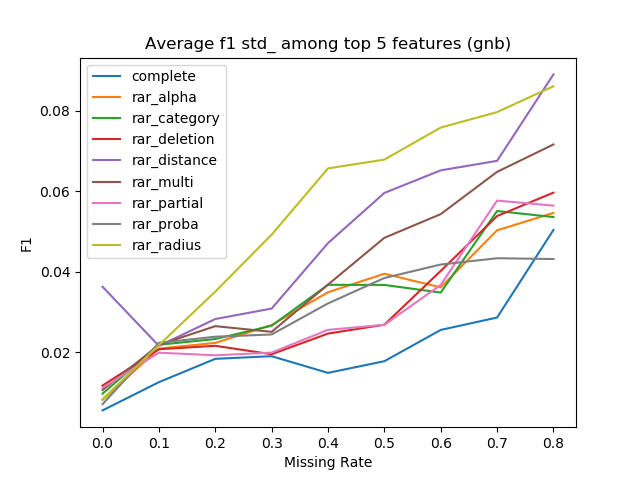 Average f1 std_ among top 5 features (gnb)
complete
rar_alpha
rar_category
rar_deletion
rar_distance
rar_multi
rar_partial
rar_proba
rar_radius
0.08
0.06
0.04
0.02
F1
0.0 0.1 0.2 0.3 0.4 0.5 0.6 0.7 0.8
Missing Rate